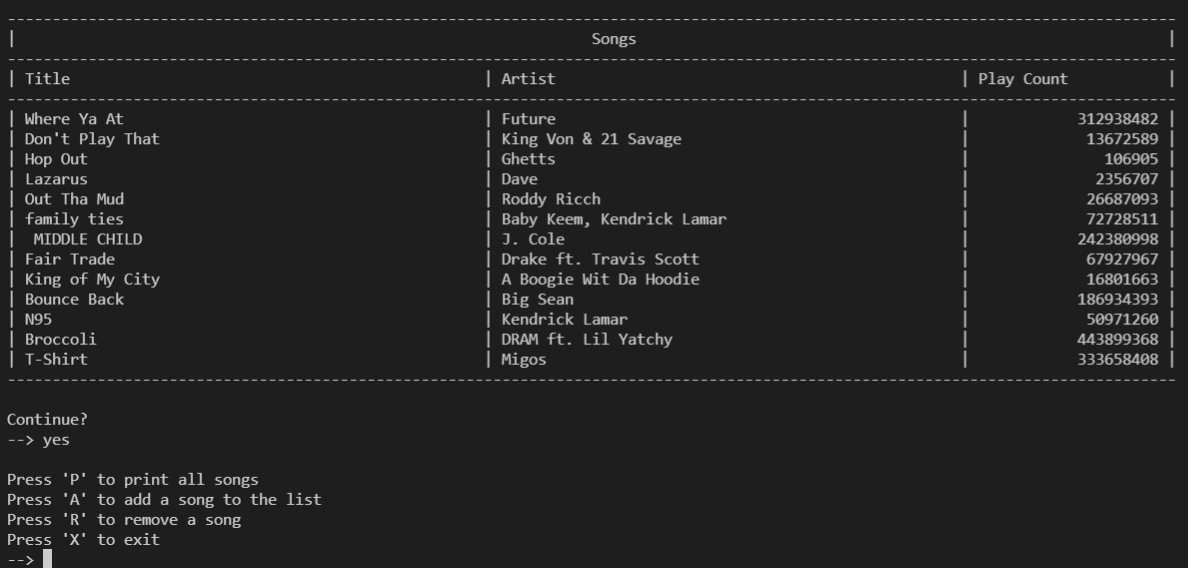 Songs
Title | Artist | Play Count
Where Ya At | Future | 312938482
Don't Play That | King Von & 21 Savage | 13672589
Hop Out | Ghetts | 106905
Lazarus | Dave | 2356707
Out Tha Mud | Roddy Ricch | 26687093
family ties | Baby Keem, Kendrick Lamar | 72728511
MIDDLE CHILD | J. Cole | 242380998
Fair Trade | Drake ft. Travis Scott | 67927967
King of My City | A Boogie Wit Da Hoodie | 16801663
Bounce Back | Big Sean | 186934393
N95 | Kendrick Lamar | 50971260
Broccoli | DRAM ft. Lil Yatchy | 443899368
T-Shirt | Migos | 333658408
Continue?
--> yes
Press 'P' to print all songs
Press 'A' to add a song to the list
Press 'R' to remove a song
Press 'X' to exit
-->